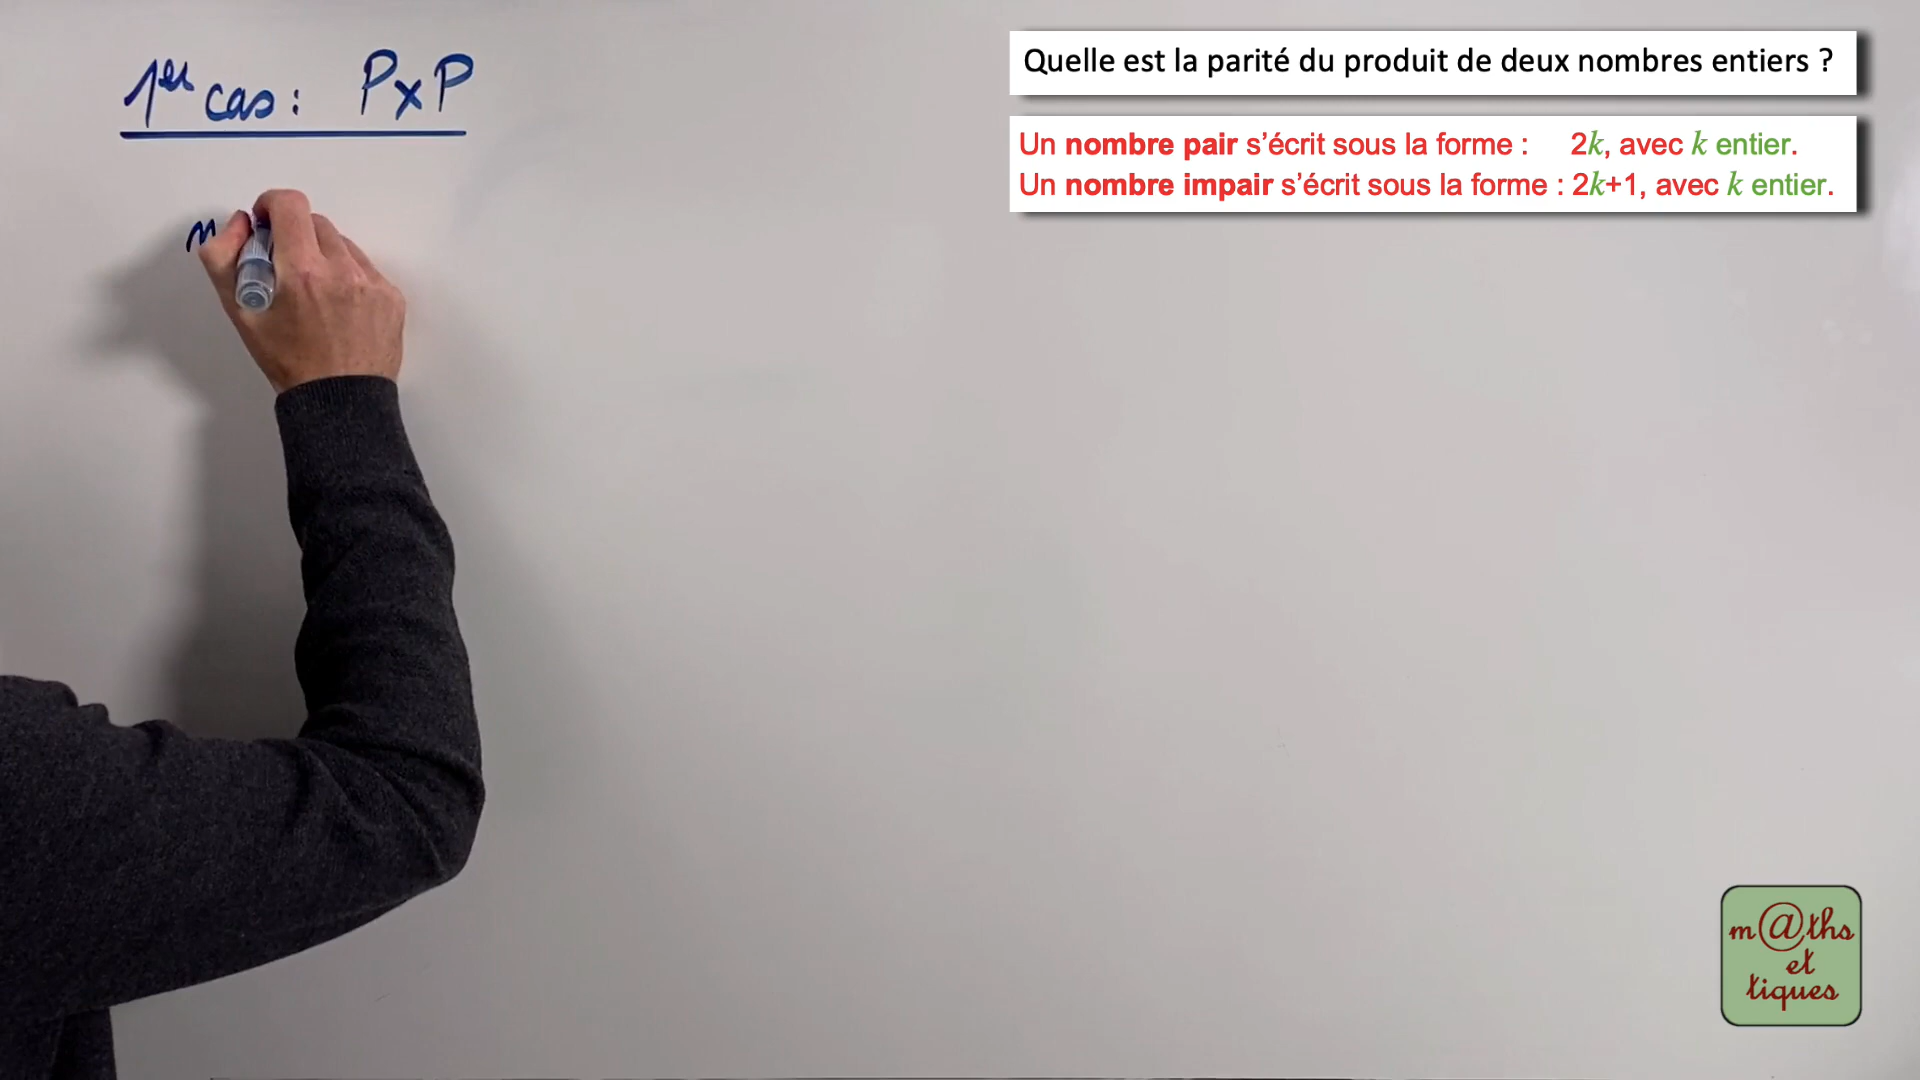 1er cas : P x P
n
Quelle est la parité du produit de deux nombres entiers ?
Un nombre pair s'écrit sous la forme : 2k, avec k entier.
Un nombre impair s'écrit sous la forme : 2k+1, avec k entier.
m@ths
et
tiques